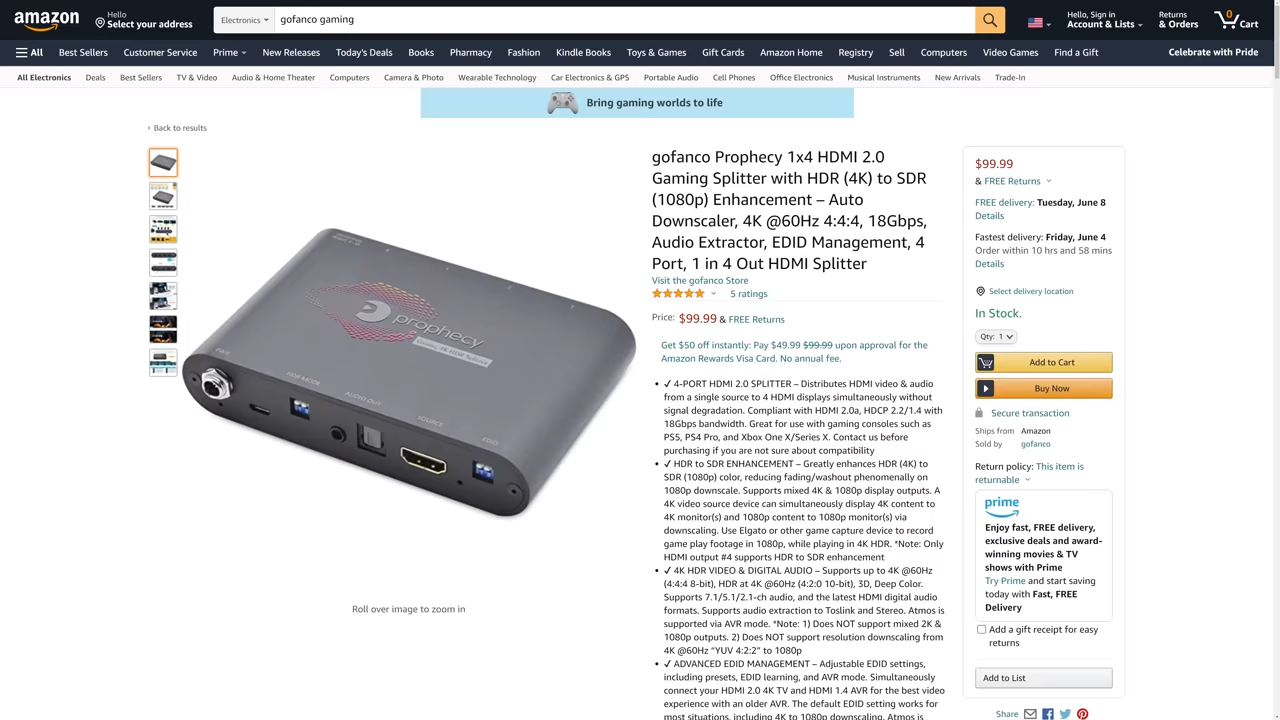 amazon
Hello
Select your address
Electronics
gofanco gaming
Hello, Sign in
Account & Lists
Returns
& Orders
0
Cart
All
Best Sellers
Customer Service
Prime
New Releases
Today's Deals
Books
Pharmacy
Fashion
Kindle Books
Toys & Games
Gift Cards
Amazon Home
Registry
Sell
Computers
Video Games
Find a Gift
Celebrate with Pride
All Electronics
Deals
Best Sellers
TV & Video
Audio & Home Theater
Computers
Camera & Photo
Wearable Technology
Car Electronics & GPS
Portable Audio
Cell Phones
Office Electronics
Musical Instruments
New Arrivals
Trade-In
Bring gaming worlds to life
‹ Back to results
prophecy
HDR MODE
AUDIO OUT
SOURCE
EDID
Roll over image to zoom in
gofanco Prophecy 1x4 HDMI 2.0
Gaming Splitter with HDR (4K) to SDR
(1080p) Enhancement – Auto
Downscaler, 4K @60Hz 4:4:4, 18Gbps,
Audio Extractor, EDID Management, 4
Port, 1 in 4 Out HDMI Splitter
Visit the gofanco Store
5 ratings
Price: $99.99 & FREE Returns
Get $50 off instantly: Pay $49.99 $99.99 upon approval for the
Amazon Rewards Visa Card. No annual fee.
• ✓ 4-PORT HDMI 2.0 SPLITTER – Distributes HDMI video & audio
from a single source to 4 HDMI displays simultaneously without
signal degradation. Compliant with HDMI 2.0a, HDCP 2.2/1.4 with
18Gbps bandwidth. Great for use with gaming consoles such as
PS5, PS4 Pro, and Xbox One X/Series X. Contact us before
purchasing if you are not sure about compatibility
• ✓ HDR to SDR ENHANCEMENT – Greatly enhances HDR (4K) to
SDR (1080p) color, reducing fading/washout phenomenally on
1080p downscale. Supports mixed 4K & 1080p display outputs. A
4K video source device can simultaneously display 4K content to
4K monitor(s) and 1080p content to 1080p monitor(s) via
downscaling. Use Elgato or other game capture device to record
game play footage in 1080p, while playing in 4K HDR. *Note: Only
HDMI output #4 supports HDR to SDR enhancement
• ✓ 4K HDR VIDEO & DIGITAL AUDIO – Supports up to 4K @60Hz
(4:4:4 8-bit), HDR at 4K @60Hz (4:2:0 10-bit), 3D, Deep Color.
Supports 7.1/5.1/2.1-ch audio, and the latest HDMI digital audio
formats. Supports audio extraction to Toslink and Stereo. Atmos is
supported via AVR mode. *Note: 1) Does NOT support mixed 2K &
1080p outputs. 2) Does NOT support resolution downscaling from
4K @60Hz “YUV 4:2:2” to 1080p
• ✓ ADVANCED EDID MANAGEMENT – Adjustable EDID settings,
including presets, EDID learning, and AVR mode. Simultaneously
connect your HDMI 2.0 4K TV and HDMI 1.4 AVR for the best video
experience with an older AVR. The default EDID setting works for
most situations, including 4K to 1080p downscaling. Atmos is
$99.99
& FREE Returns
FREE delivery: Tuesday, June 8
Details
Fastest delivery: Friday, June 4
Order within 10 hrs and 58 mins
Details
Select delivery location
In Stock.
Qty: 1
Add to Cart
Buy Now
Secure transaction
Ships from Amazon
Sold by gofanco
Return policy: This item is
returnable
prime
Enjoy fast, FREE delivery,
exclusive deals and award-
winning movies & TV
shows with Prime
Try Prime and start saving
today with Fast, FREE
Delivery
Add a gift receipt for easy
returns
Add to List
Share